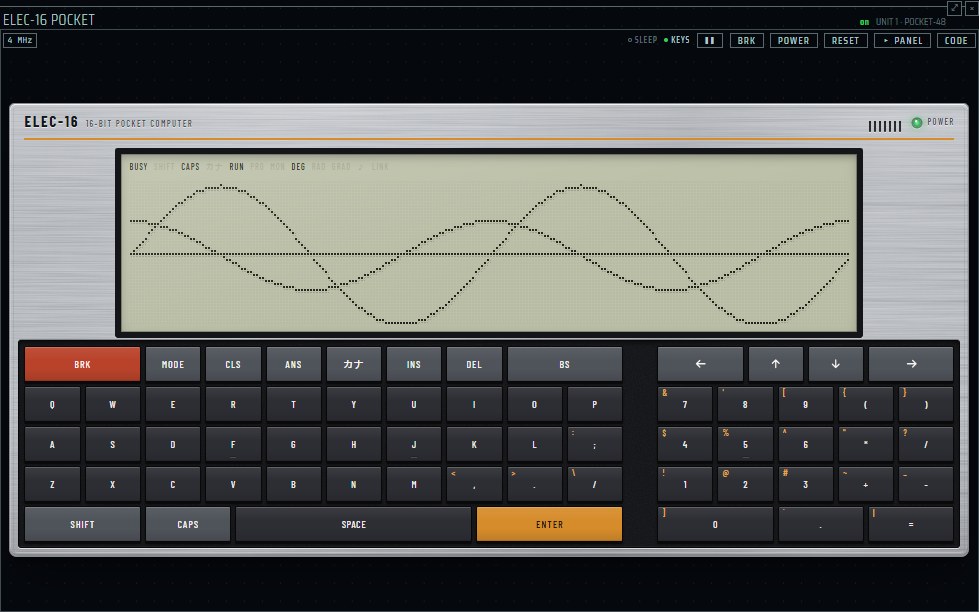 ELEC-16 POCKET
on UNIT 1 · POCKET-48
4 MHz
SLEEP KEYS BRK POWER RESET ▸ PANEL CODE
ELEC-16 16-BIT POCKET COMPUTER
POWER
BUSY SHIFT CAPS カナ RUN PRO MON DEG RAD GRAD ♪ LINK
BRK MODE CLS ANS カナ INS DEL BS ← ↑ ↓ →
& ' [ { }
Q W E R T Y U I O P 7 8 9 ( )
: $ % ^ " ?
A S D F G H J K L ; 4 5 6 * /
< > \ ! @ # ~ _
Z X C V B N M , . / 1 2 3 + -
] ` |
SHIFT CAPS SPACE ENTER 0 . =